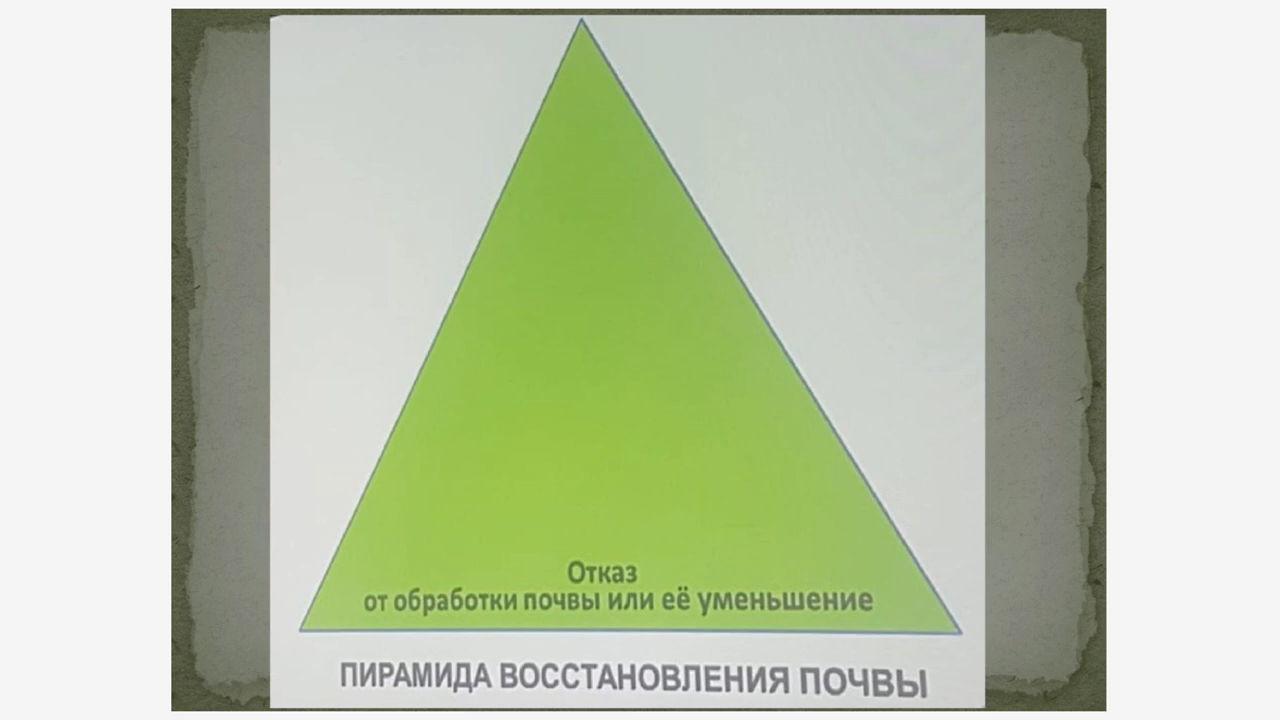 Отказ
от обработки почвы или её уменьшение
ПИРАМИДА ВОССТАНОВЛЕНИЯ ПОЧВЫ